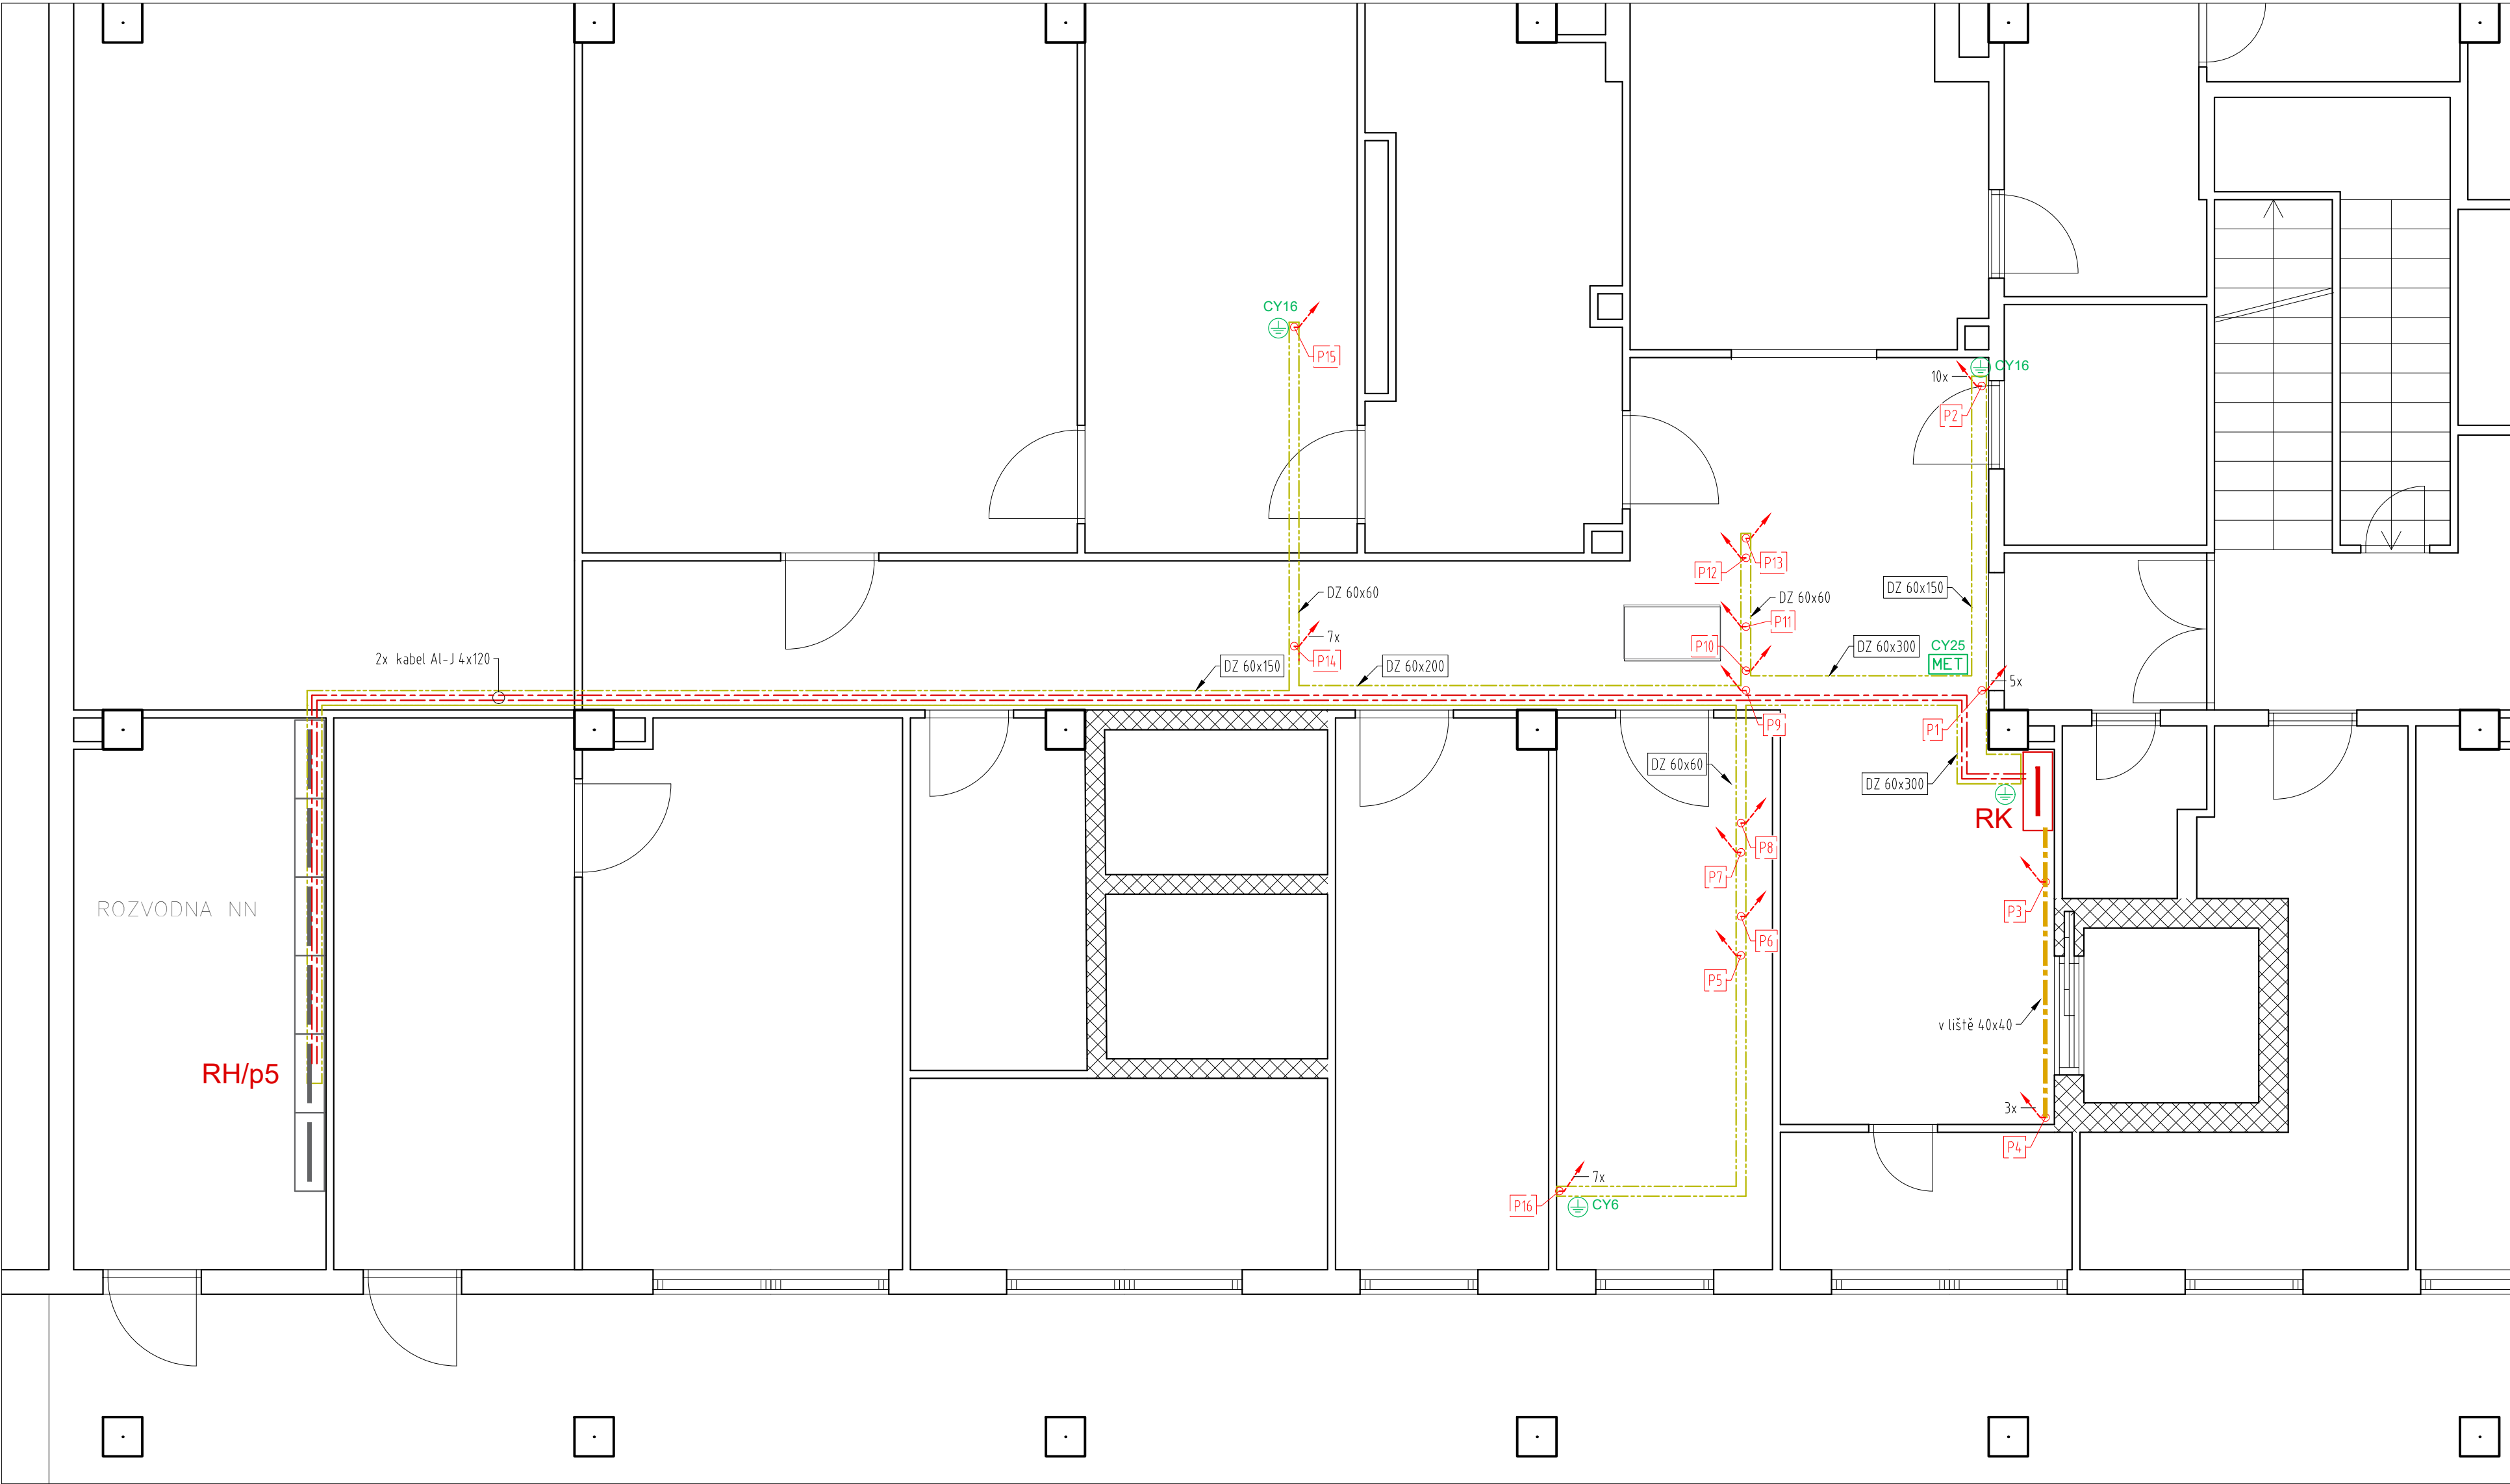 CY16
P15
10x
CY16
P2
P12
P13
DZ 60x60
DZ 60x60
DZ 60x150
P11
7x
P14
P10
DZ 60x300
CY25
MET
2x kabel Al-J 4x120
DZ 60x150
DZ 60x200
5x
P9
P1
DZ 60x60
DZ 60x300
RK
P8
P7
ROZVODNA NN
P3
P6
P5
v liště 40x40
RH/p5
3x
P4
7x
P16
CY6